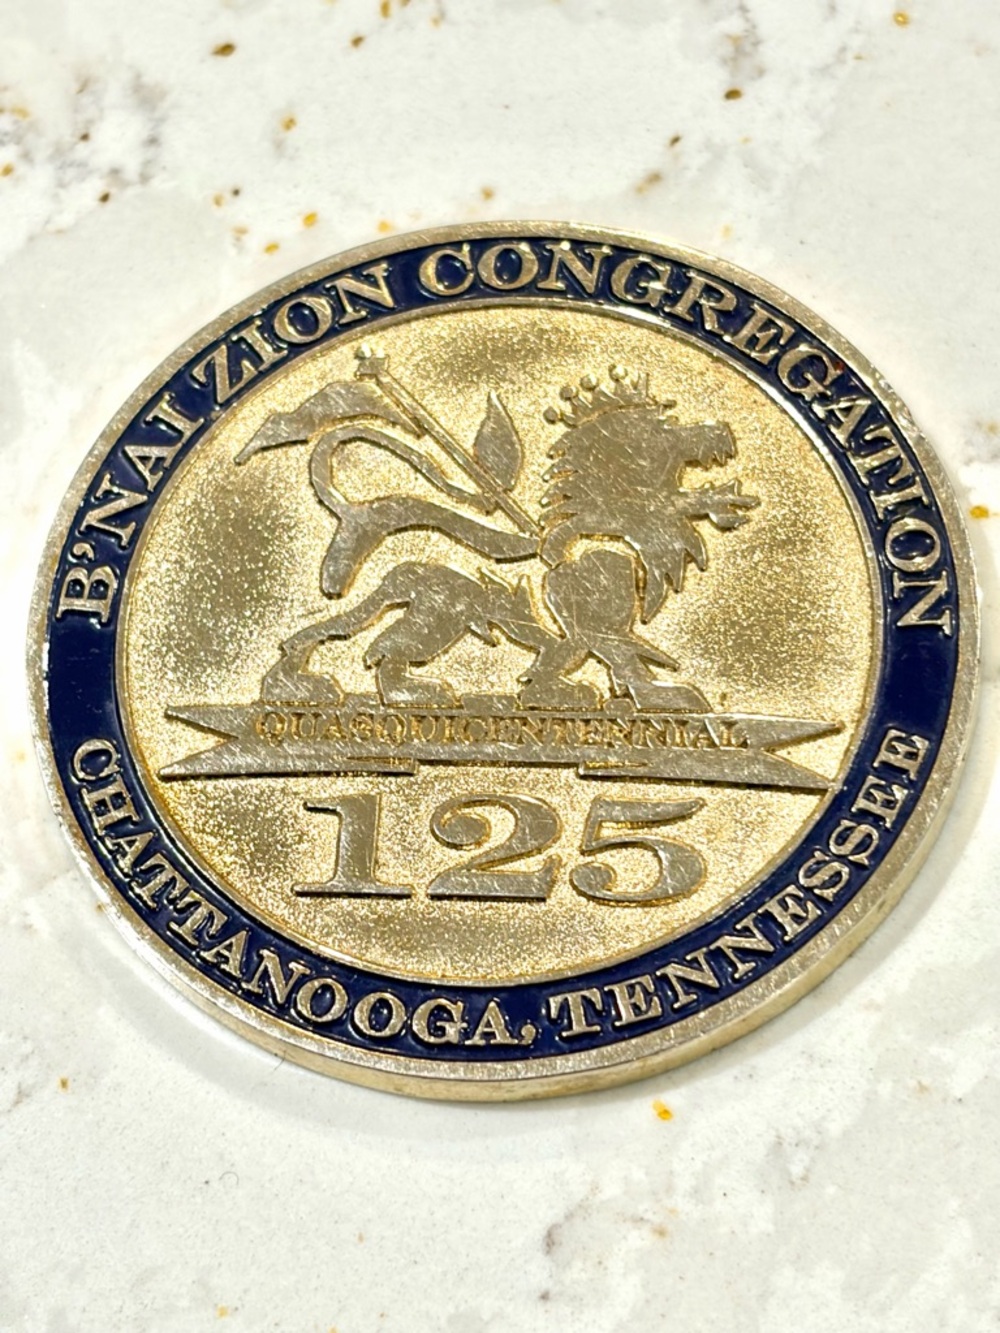 B'NAI ZION CONGREGATION
QUASQUICENTENNIAL
125
CHATTANOOGA, TENNESSEE